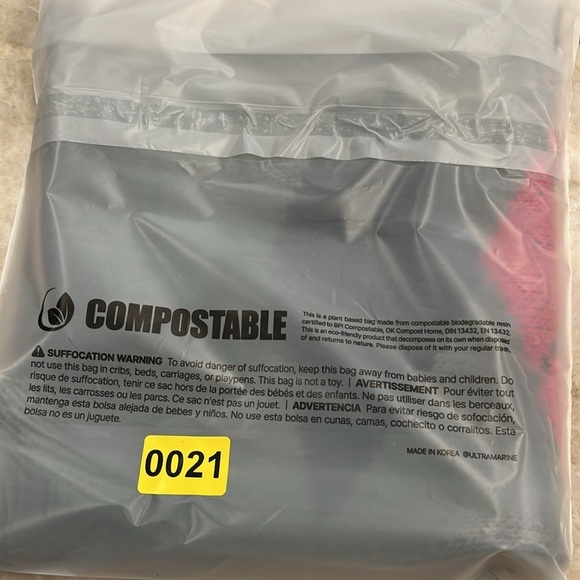 COMPOSTABLE
This is a plant based bag made from compostable biodegradable resin
certified to BPI Compostable, OK Compost Home, DIN 13432, EN 13432.
This is an eco-friendly product that decomposes on its own when disposed
of and returns to nature. Please dispose of it with your regular trash.
SUFFOCATION WARNING To avoid danger of suffocation, keep this bag away from babies and children. Do
not use this bag in cribs, beds, carriages, or playpens. This bag is not a toy. | AVERTISSEMENT Pour éviter tout
risque de suffocation, tenir ce sac hors de la portée des bébés et des enfants. Ne pas utiliser dans les berceaux,
les lits, les carrosses ou les parcs. Ce sac n'est pas un jouet. | ADVERTENCIA Para evitar riesgo de sofocación,
mantenga esta bolsa alejada de bebes y niños. No use esta bolsa en cunas, camas, cochecito o corralitos. Esta
bolsa no es un juguete.
MADE IN KOREA @ULTRAMARINE
0021